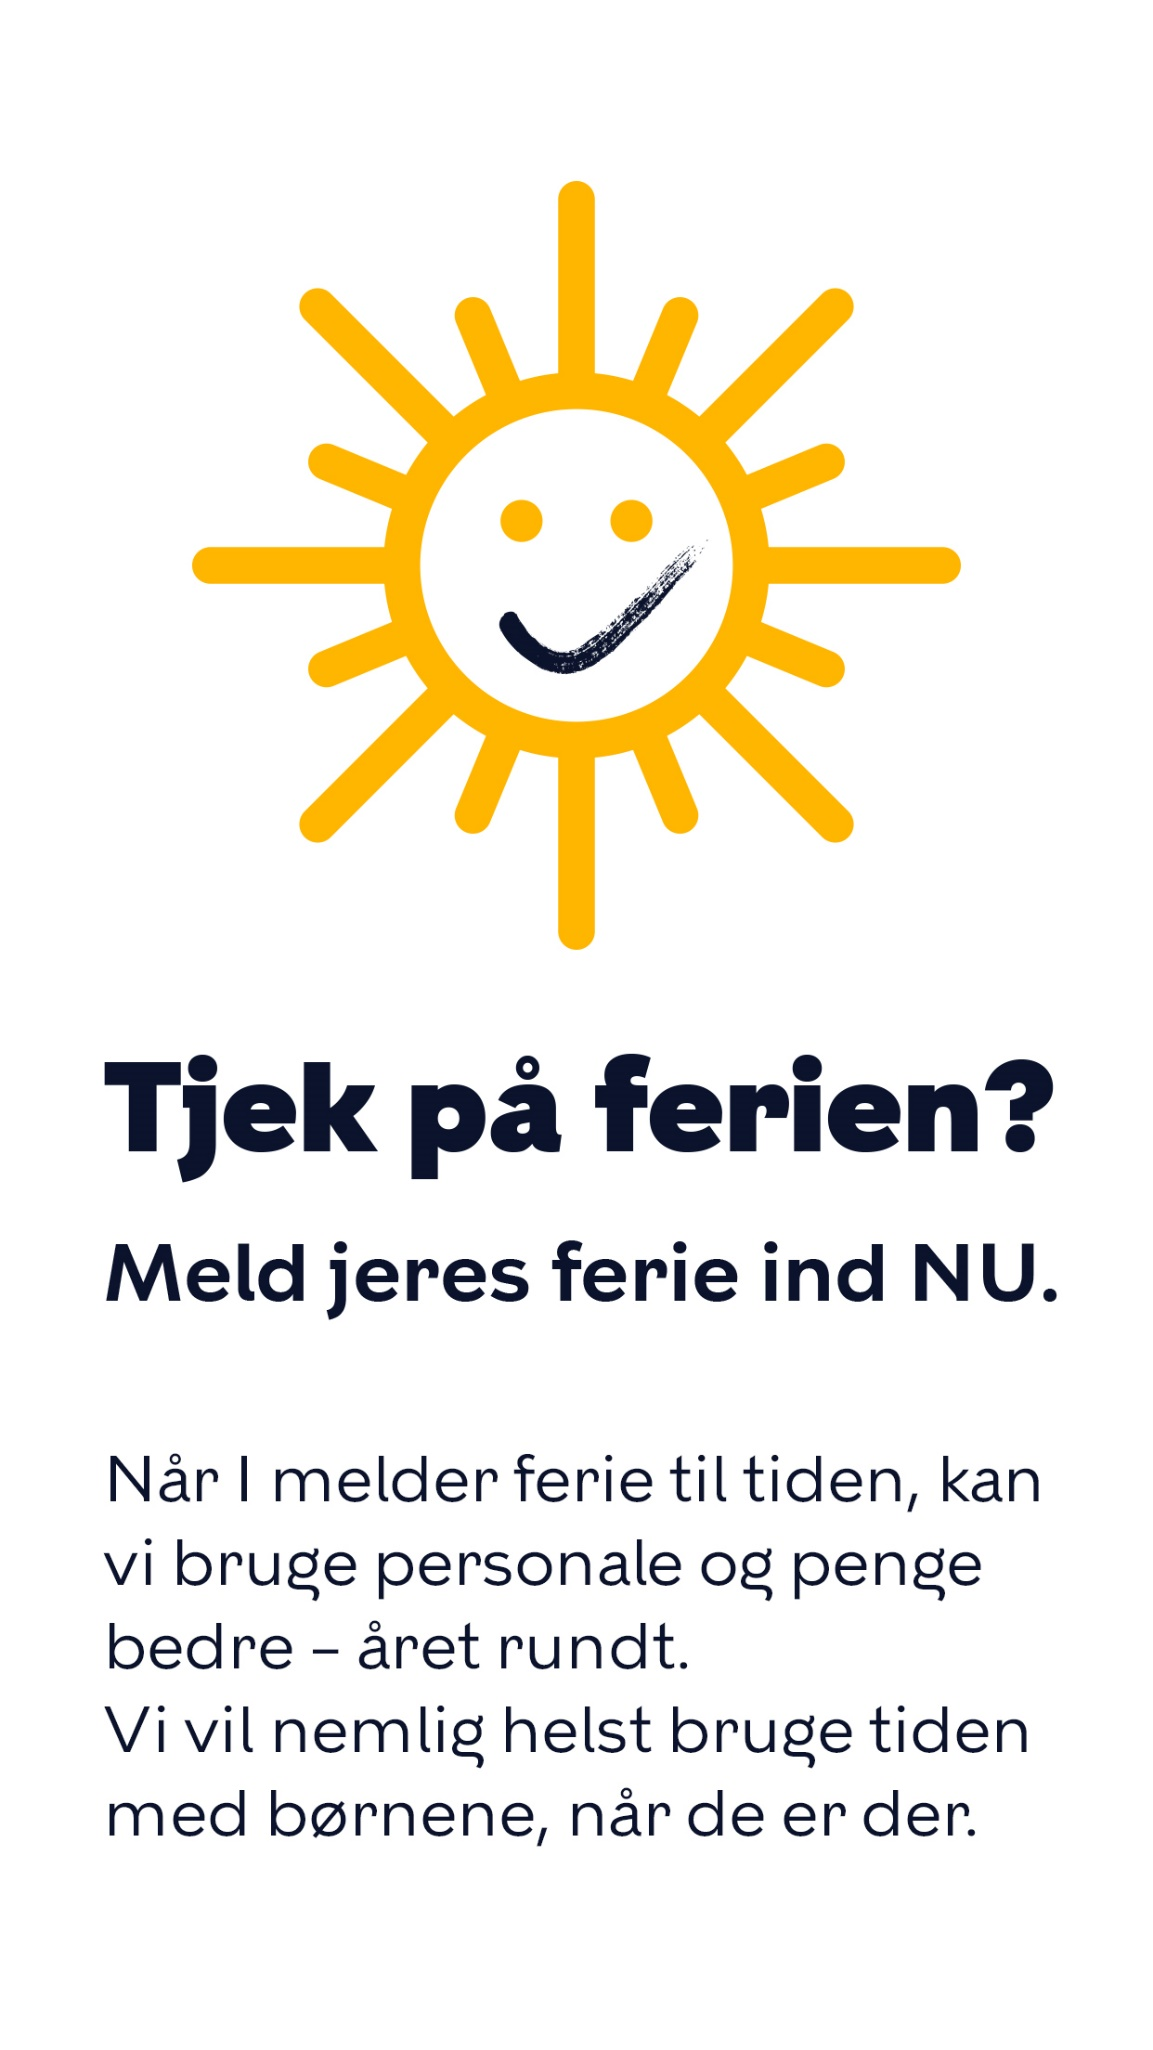 Tjek på ferien?
Meld jeres ferie ind NU.
Når I melder ferie til tiden, kan
vi bruge personale og penge
bedre – året rundt.
Vi vil nemlig helst bruge tiden
med børnene, når de er der.